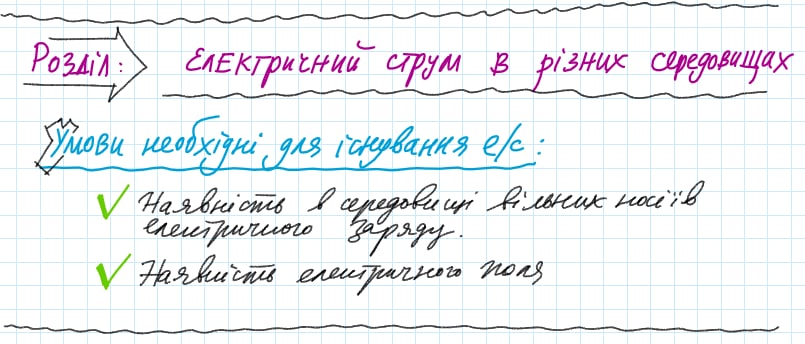 Розділ: Електричний струм в різних середовищах
Умови необхідні для існування е/с:
Наявність в середовищі вільних носіїв
електричного заряду.
Наявність електричного поля